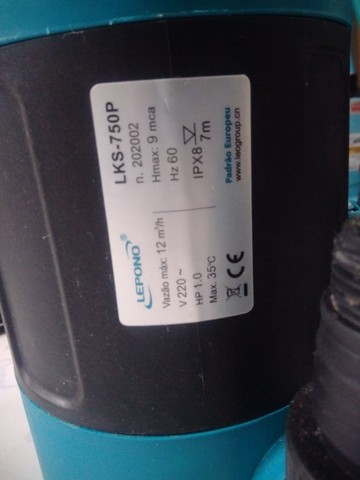 LEPONO®
LKS-750P
n. 202002
Vazão máx: 12 m³/h
Hmax: 9 mca
V 220 ~
Hz 60
HP 1.0
IPX8 7m
Max. 35°C
CE
Padrão Europeu
www.leogroup.cn